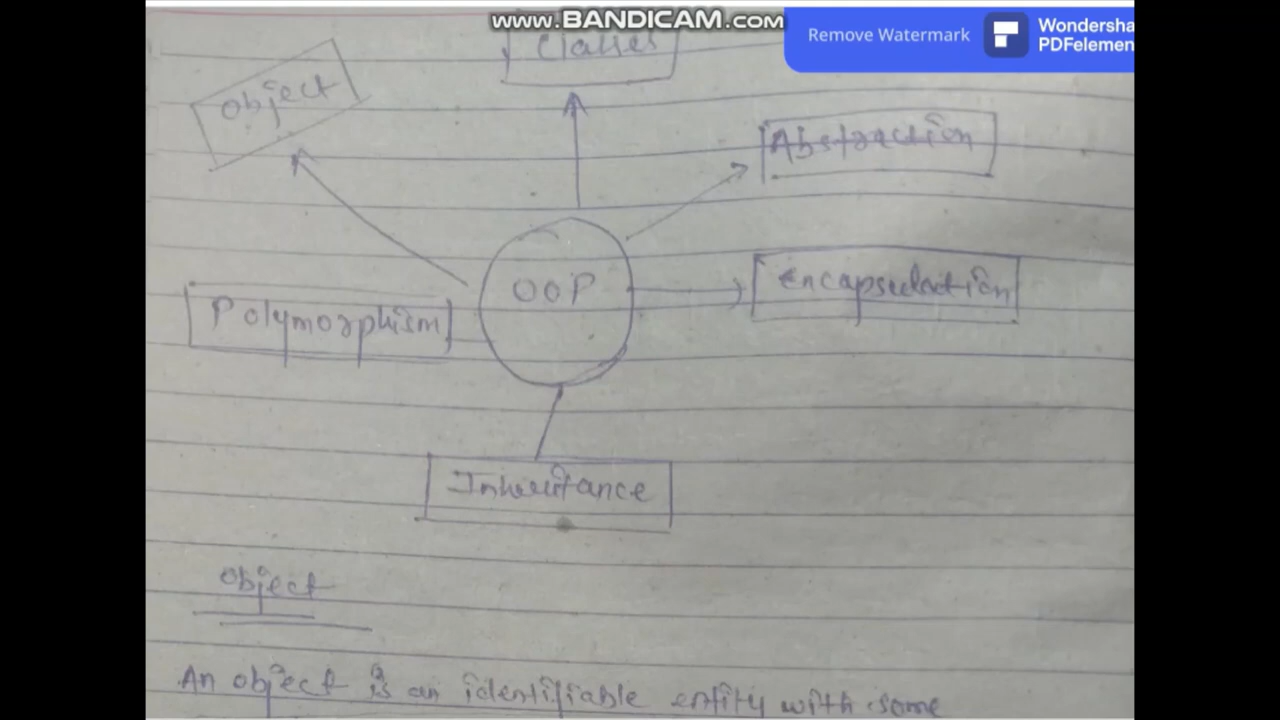 www.BANDICAM.com
Remove Watermark
Wondersha
PDFelemen
Classes
Object
Abstraction
OOP
Encapsulation
Polymorphism
Inheritance
Object
An object is an identifiable entity with some